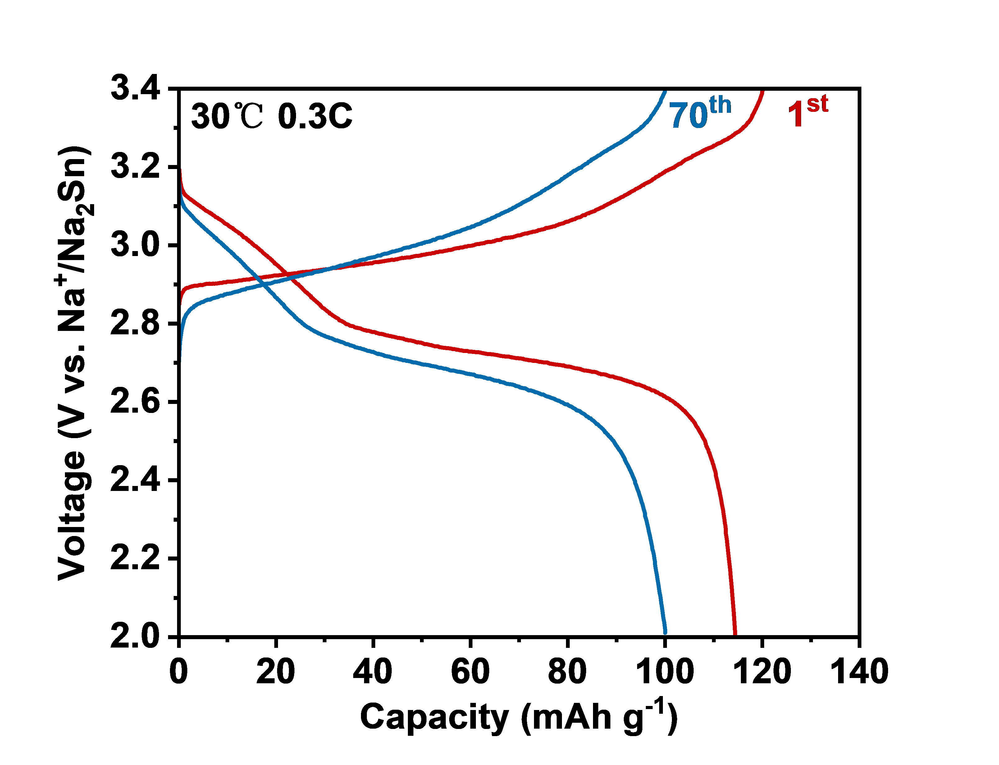 3.4
3.2
3.0
2.8
2.6
2.4
2.2
2.0
Voltage (V vs. Na⁺/Na₂Sn)
30℃ 0.3C
70ᵗʰ
1ˢᵗ
0 20 40 60 80 100 120 140
Capacity (mAh g⁻¹)